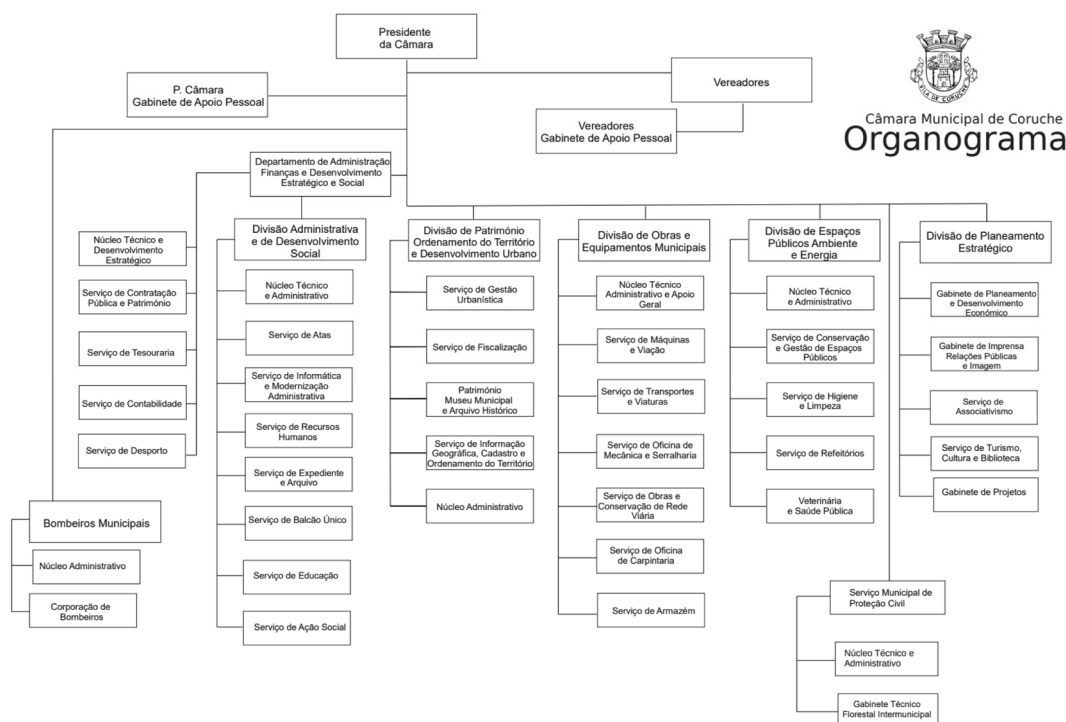 Presidente
da Câmara
P. Câmara
Gabinete de Apoio Pessoal
Vereadores
Vereadores
Gabinete de Apoio Pessoal
VILA DE CORUCHE
Câmara Municipal de Coruche
Organograma
Departamento de Administração
Finanças e Desenvolvimento
Estratégico e Social
Núcleo Técnico e
Desenvolvimento
Estratégico
Serviço de Contratação
Pública e Património
Serviço de Tesouraria
Serviço de Contabilidade
Serviço de Desporto
Divisão Administrativa
e de Desenvolvimento
Social
Núcleo Técnico
e Administrativo
Serviço de Atas
Serviço de Informática
e Modernização
Administrativa
Serviço de Recursos
Humanos
Serviço de Expediente
e Arquivo
Serviço de Balcão Único
Serviço de Educação
Serviço de Ação Social
Divisão de Património
Ordenamento do Território
e Desenvolvimento Urbano
Serviço de Gestão
Urbanística
Serviço de Fiscalização
Património
Museu Municipal
e Arquivo Histórico
Serviço de Informação
Geográfica, Cadastro e
Ordenamento do Território
Núcleo Administrativo
Divisão de Obras e
Equipamentos Municipais
Núcleo Técnico
Administrativo e Apoio
Geral
Serviço de Máquinas
e Viação
Serviço de Transportes
e Viaturas
Serviço de Oficina de
Mecânica e Serralharia
Serviço de Obras e
Conservação de Rede
Viária
Serviço de Oficina
de Carpintaria
Serviço de Armazém
Divisão de Espaços
Públicos Ambiente
e Energia
Núcleo Técnico
e Administrativo
Serviço de Conservação
e Gestão de Espaços
Públicos
Serviço de Higiene
e Limpeza
Serviço de Refeitórios
Veterinária
e Saúde Pública
Divisão de Planeamento
Estratégico
Gabinete de Planeamento
e Desenvolvimento
Económico
Gabinete de Imprensa
Relações Públicas
e Imagem
Serviço de
Associativismo
Serviço de Turismo,
Cultura e Biblioteca
Gabinete de Projetos
Bombeiros Municipais
Núcleo Administrativo
Corporação de
Bombeiros
Serviço Municipal de
Proteção Civil
Núcleo Técnico e
Administrativo
Gabinete Técnico
Florestal Intermunicipal